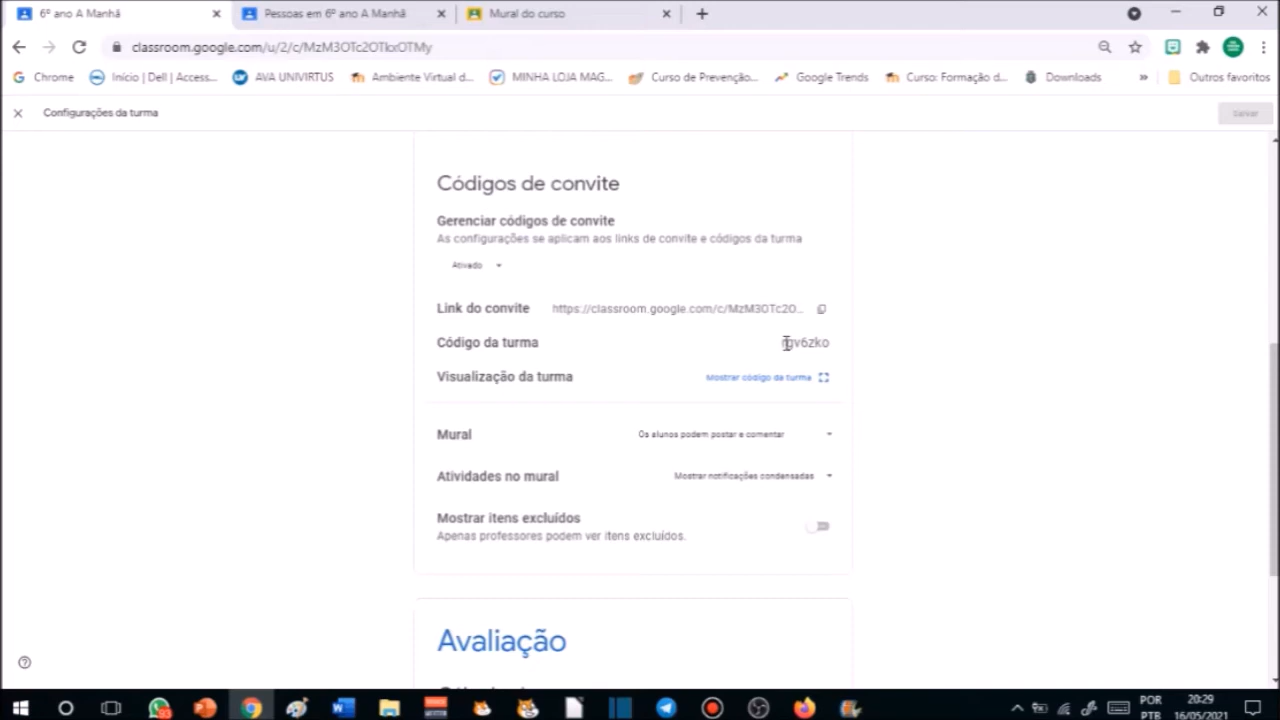 6º ano A Manhã
Pessoas em 6º ano A Manhã
Mural do curso
classroom.google.com/u/2/c/MzM3OTc2OTkxOTMy
Chrome
Início | Dell | Access...
AVA UNIVIRTUS
Ambiente Virtual d...
MINHA LOJA MAG...
Curso de Prevenção...
Google Trends
Curso: Formação d...
Downloads
»
Outros favoritos
Configurações da turma
Salvar
Códigos de convite
Gerenciar códigos de convite
As configurações se aplicam aos links de convite e códigos da turma
Ativado
Link do convite https://classroom.google.com/c/MzM3OTc2O...
Código da turma
Visualização da turma Mostrar código da turma
Mural Os alunos podem postar e comentar
Atividades no mural Mostrar notificações condensadas
Mostrar itens excluídos
Apenas professores podem ver itens excluídos.
Avaliação
POR
PTB
20:29
16/05/2021